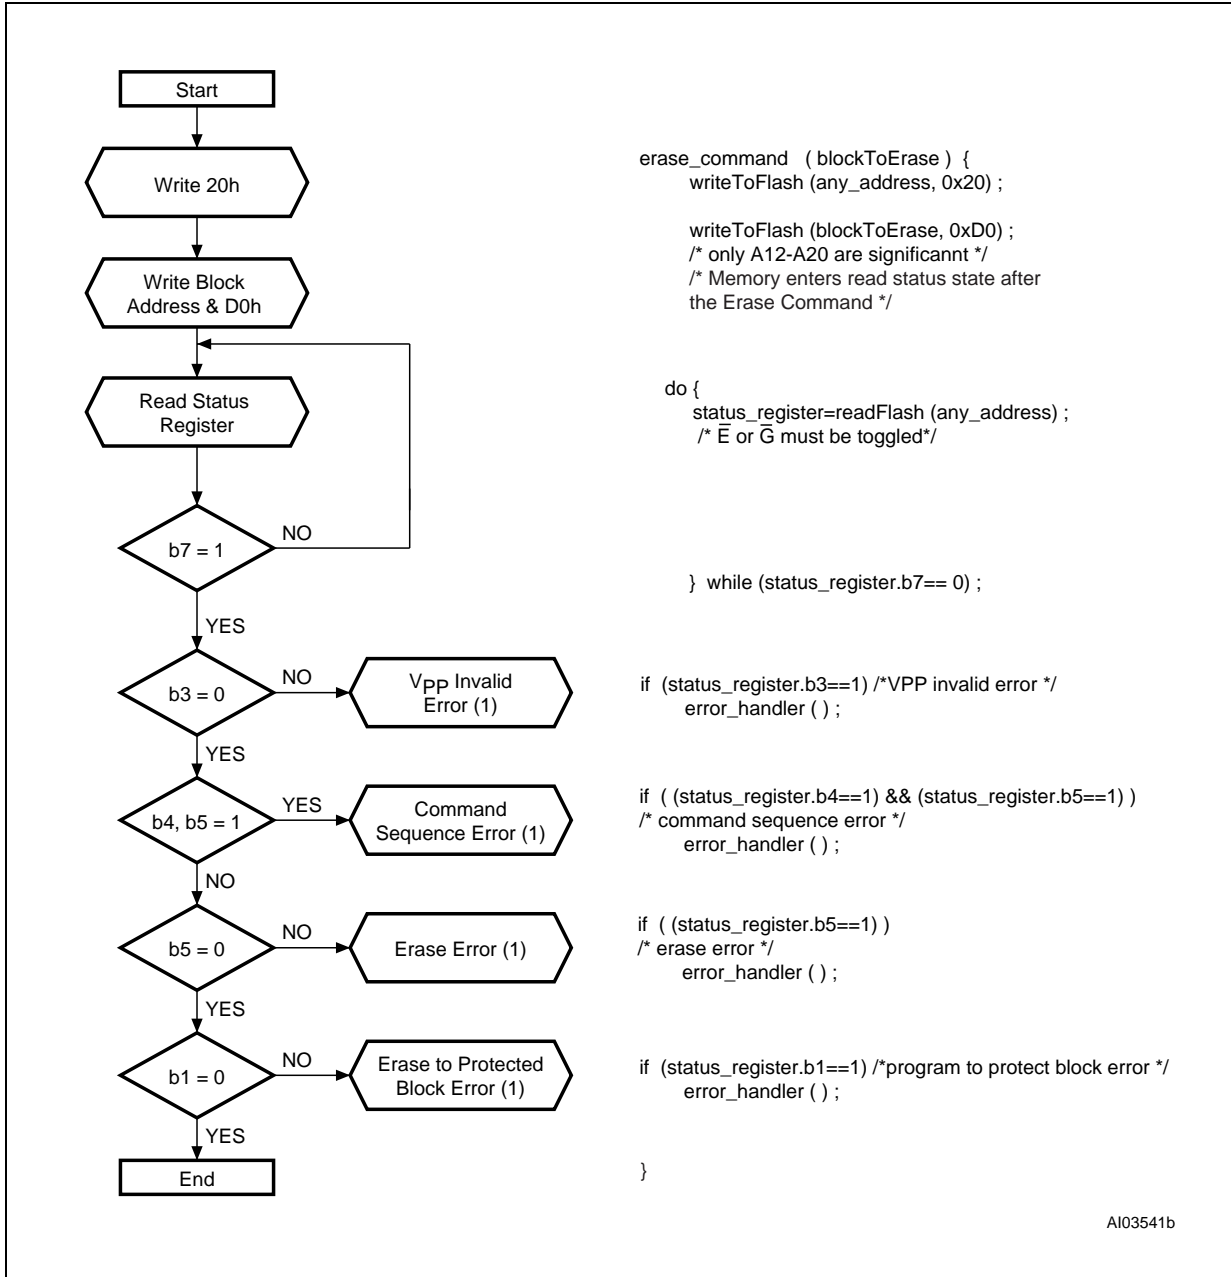 Start
Write 20h
Write Block
Address & D0h
Read Status
Register
b7 = 1
NO
YES
b3 = 0
NO
VPP Invalid
Error (1)
YES
b4, b5 = 1
YES
Command
Sequence Error (1)
NO
b5 = 0
NO
Erase Error (1)
YES
b1 = 0
NO
Erase to Protected
Block Error (1)
YES
End
erase_command ( blockToErase ) {
writeToFlash (any_address, 0x20) ;
writeToFlash (blockToErase, 0xD0) ;
/* only A12-A20 are significannt */
/* Memory enters read status state after
the Erase Command */
do {
status_register=readFlash (any_address) ;
/* E̅ or G̅ must be toggled*/
} while (status_register.b7== 0) ;
if (status_register.b3==1) /*VPP invalid error */
error_handler ( ) ;
if ( (status_register.b4==1) && (status_register.b5==1) )
/* command sequence error */
error_handler ( ) ;
if ( (status_register.b5==1) )
/* erase error */
error_handler ( ) ;
if (status_register.b1==1) /*program to protect block error */
error_handler ( ) ;
}
AI03541b